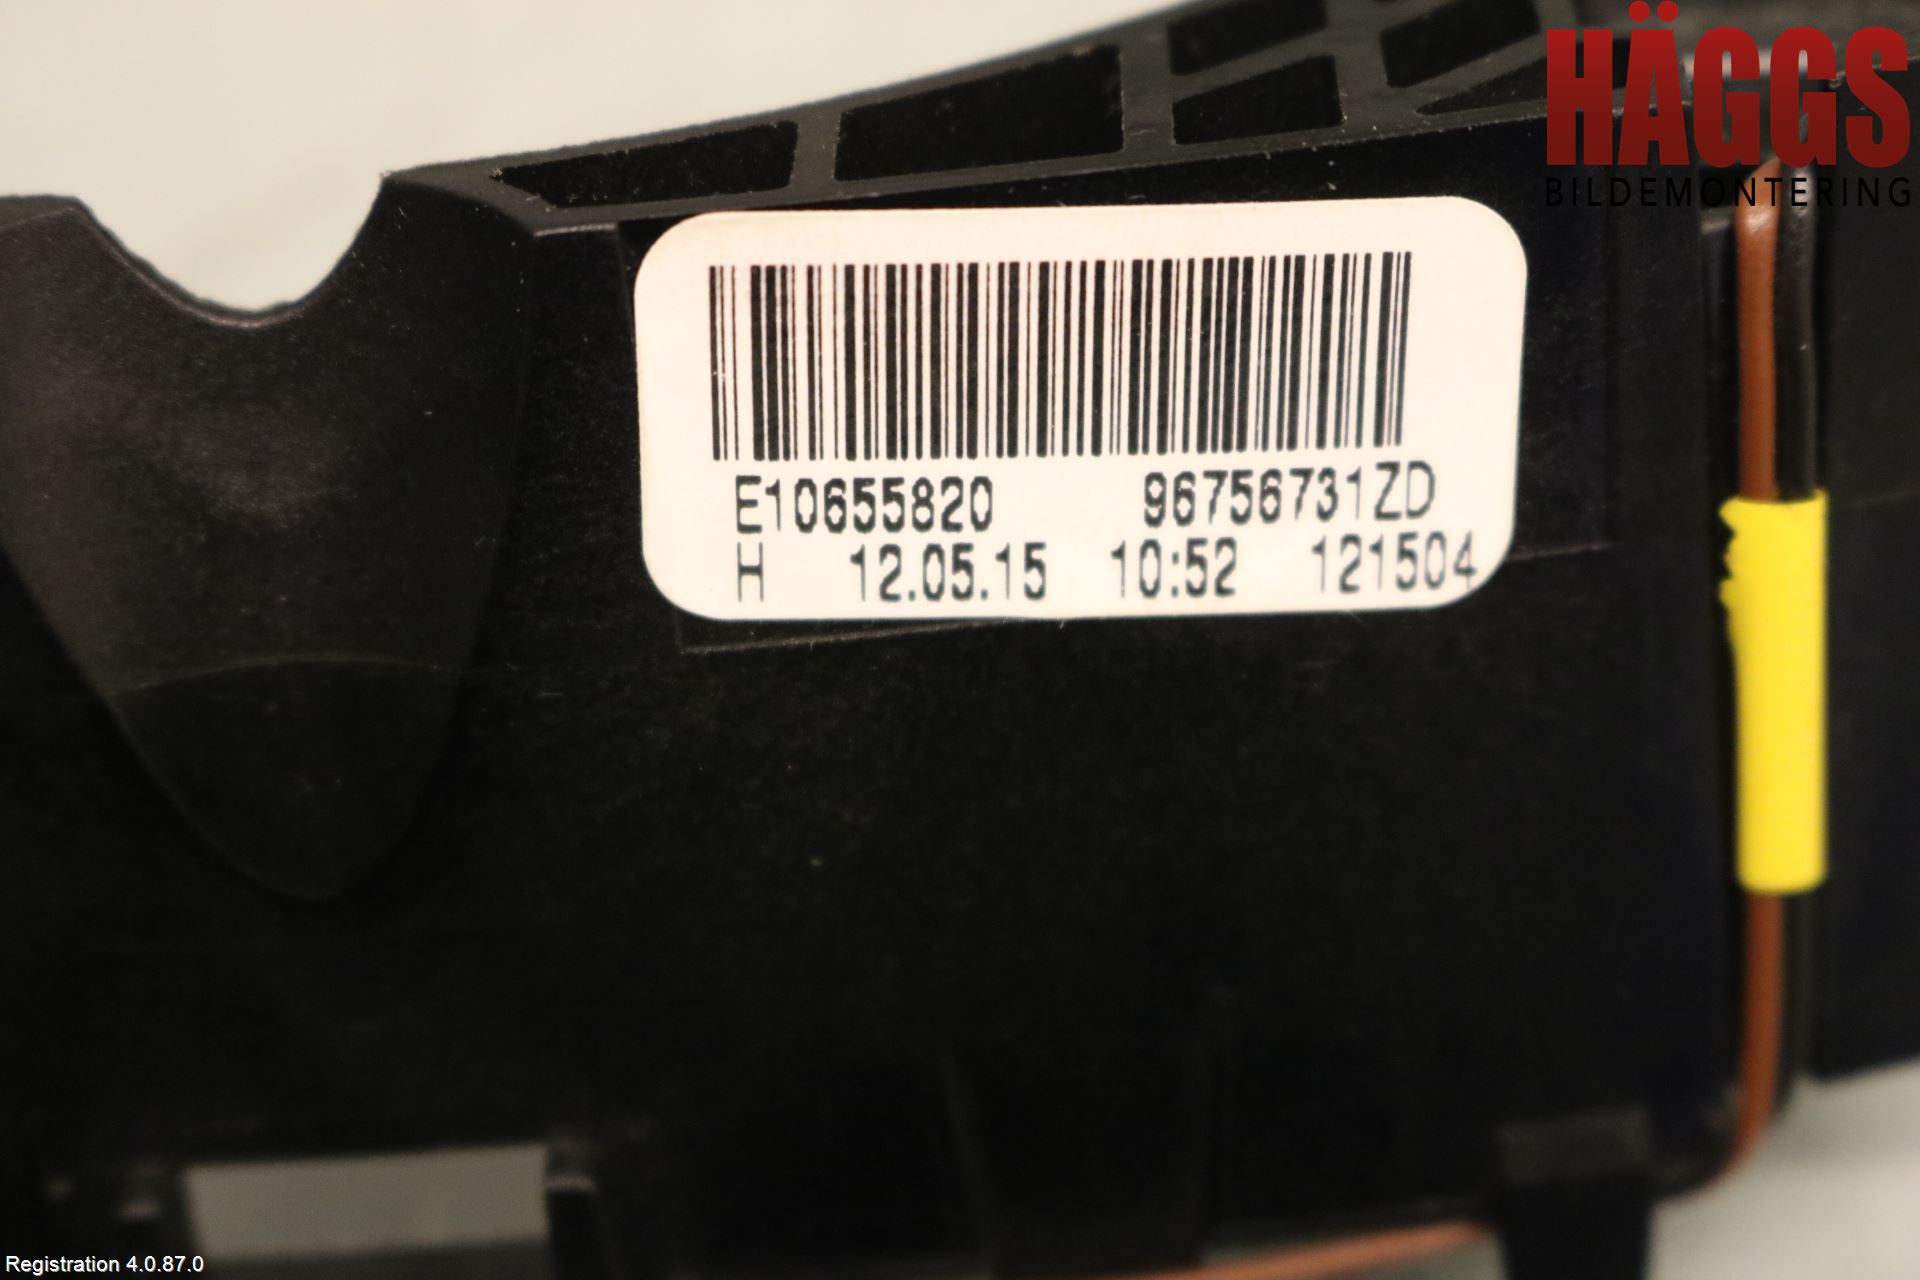 HÄGGS
BILDEMONTERING
E10655820 96756731ZD
H 12.05.15 10:52 121504
Registration 4.0.87.0